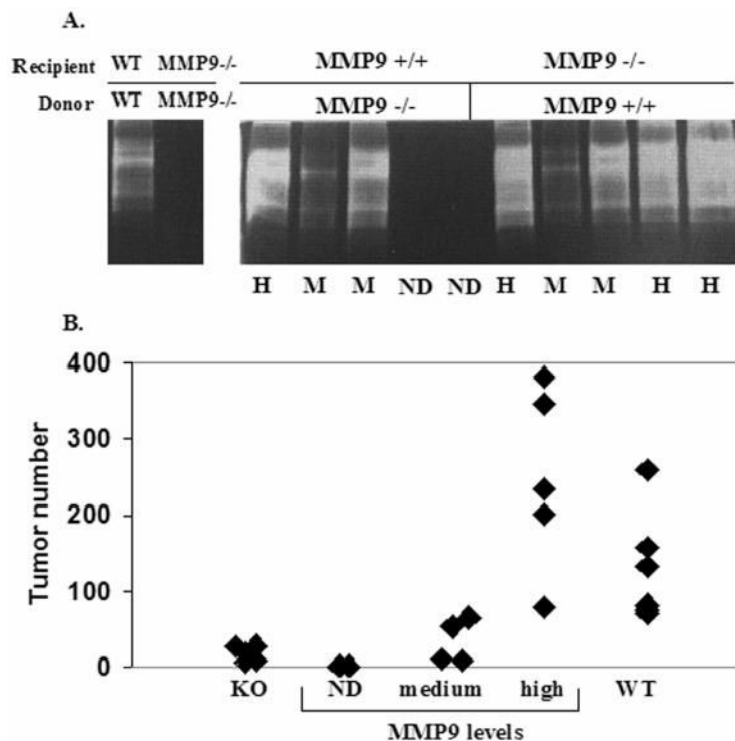 A.
Recipient WT MMP9-/- MMP9 +/+ MMP9 -/-
Donor WT MMP9-/- MMP9 -/- MMP9 +/+
H M M ND ND H M M H H
B.
400
300
200
100
0
Tumor number
KO ND medium high WT
MMP9 levels